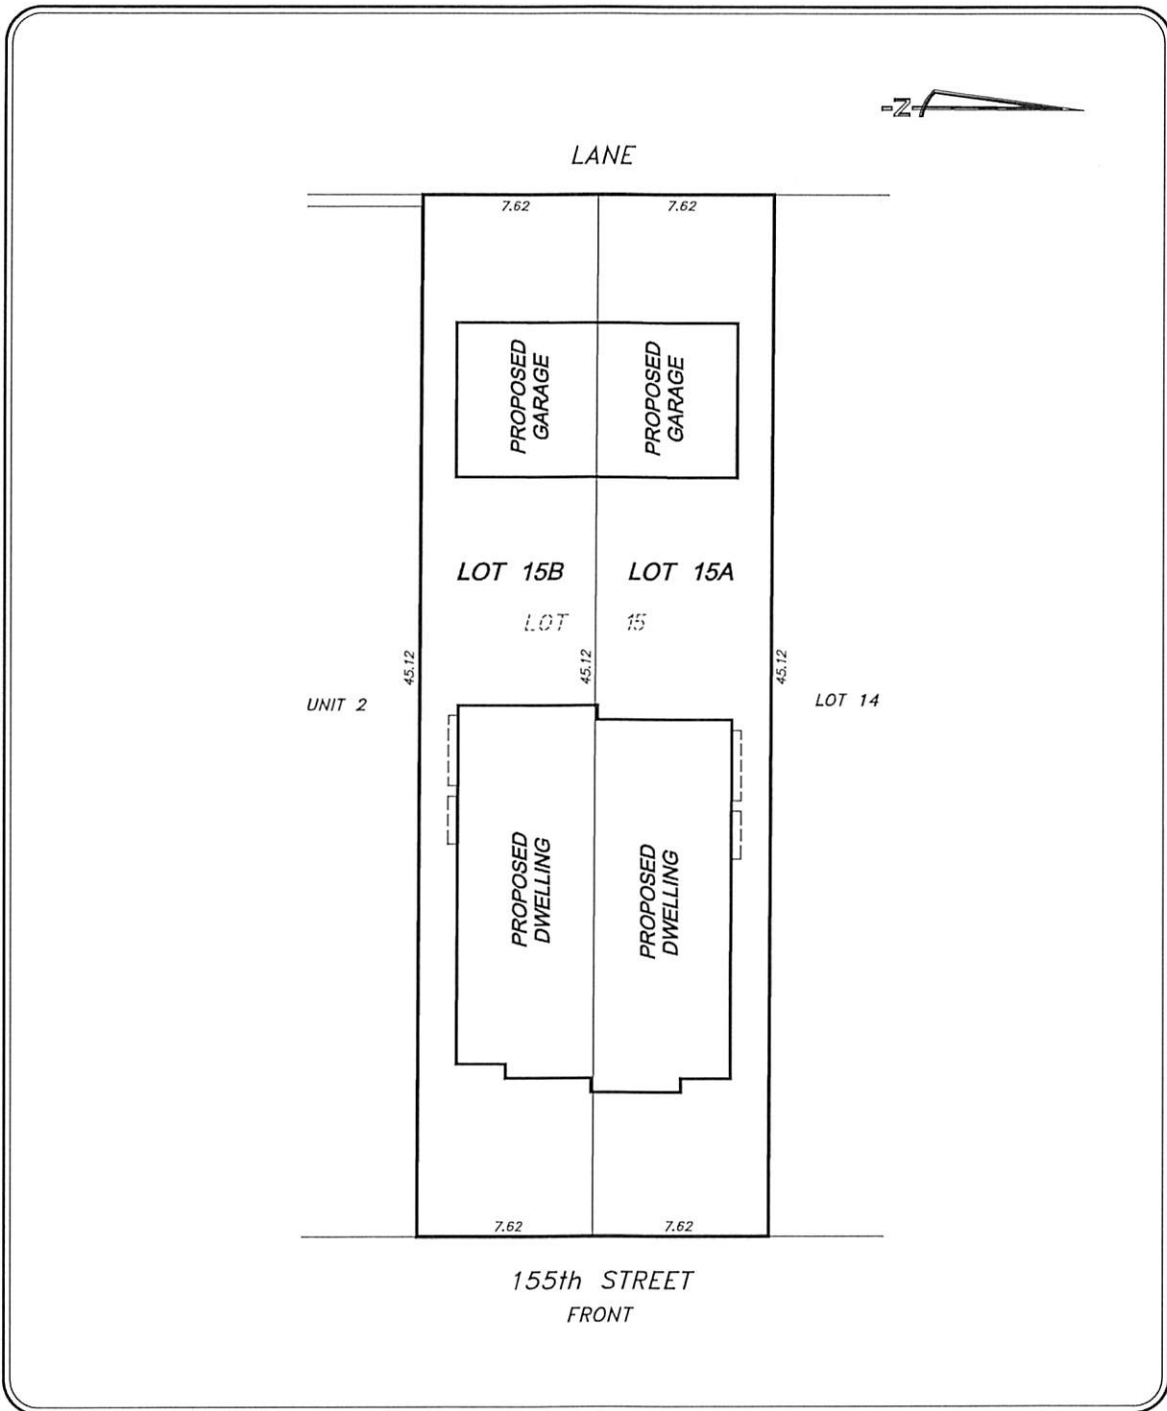 -Z-
LANE
7.62 7.62
PROPOSED
GARAGE
PROPOSED
GARAGE
LOT 15B LOT 15A
LOT 15
45.12 45.12 45.12
UNIT 2 LOT 14
PROPOSED
DWELLING
PROPOSED
DWELLING
7.62 7.62
155th STREET
FRONT